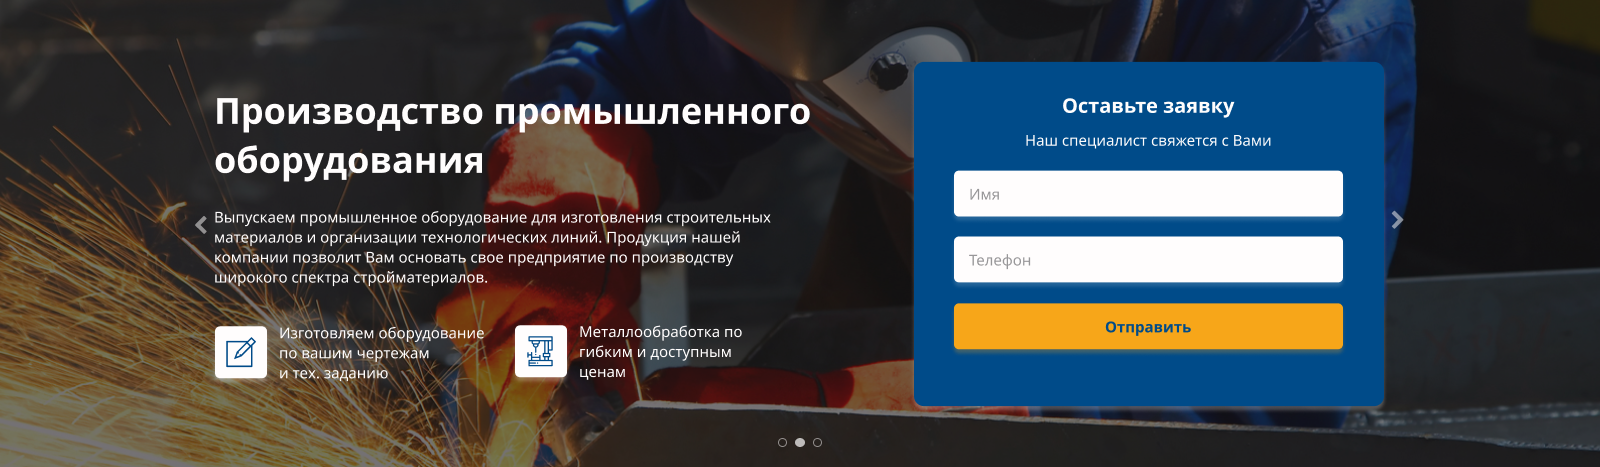 Производство промышленного
оборудования
Выпускаем промышленное оборудование для изготовления строительных
материалов и организации технологических линий. Продукция нашей
компании позволит Вам основать свое предприятие по производству
широкого спектра стройматериалов.
Изготовляем оборудование
по вашим чертежам
и тех. заданию
Металлообработка по
гибким и доступным
ценам
Оставьте заявку
Наш специалист свяжется с Вами
Имя
Телефон
Отправить